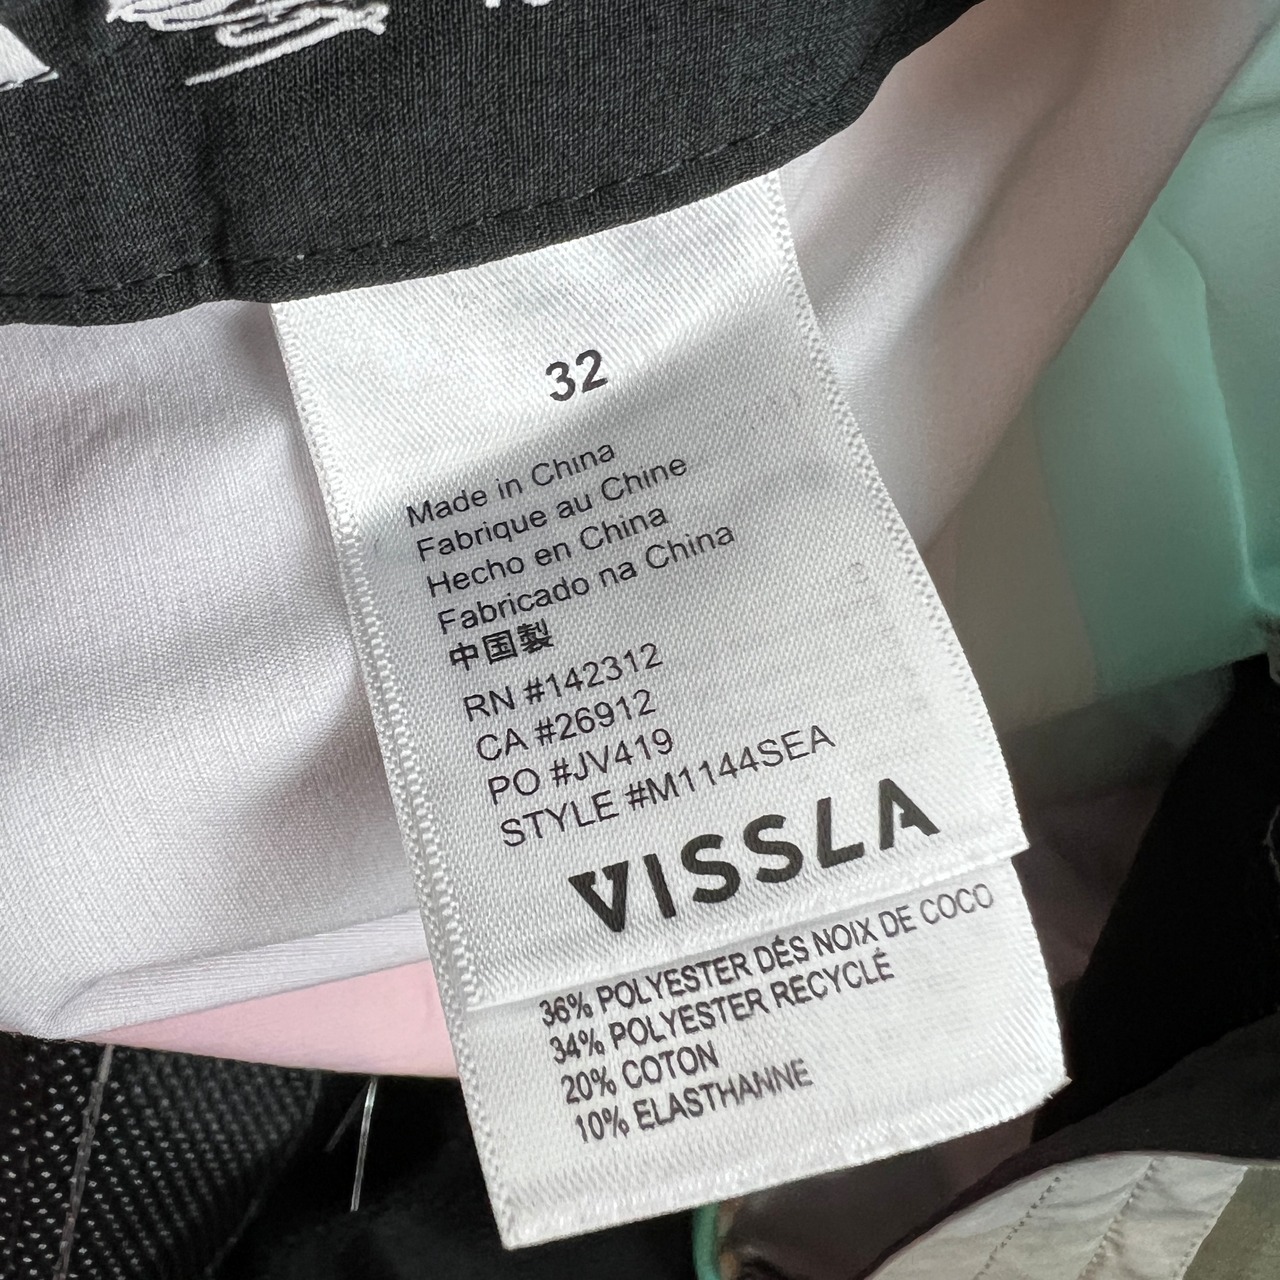 32
Made in China
Fabrique au Chine
Hecho en China
Fabricado na China
中国製
RN #142312
CA #26912
PO #JV419
STYLE #M1144SEA
VISSLA
36% POLYESTER DÉS NOIX DE COCO
34% POLYESTER RECYCLÉ
20% COTON
10% ELASTHANNE